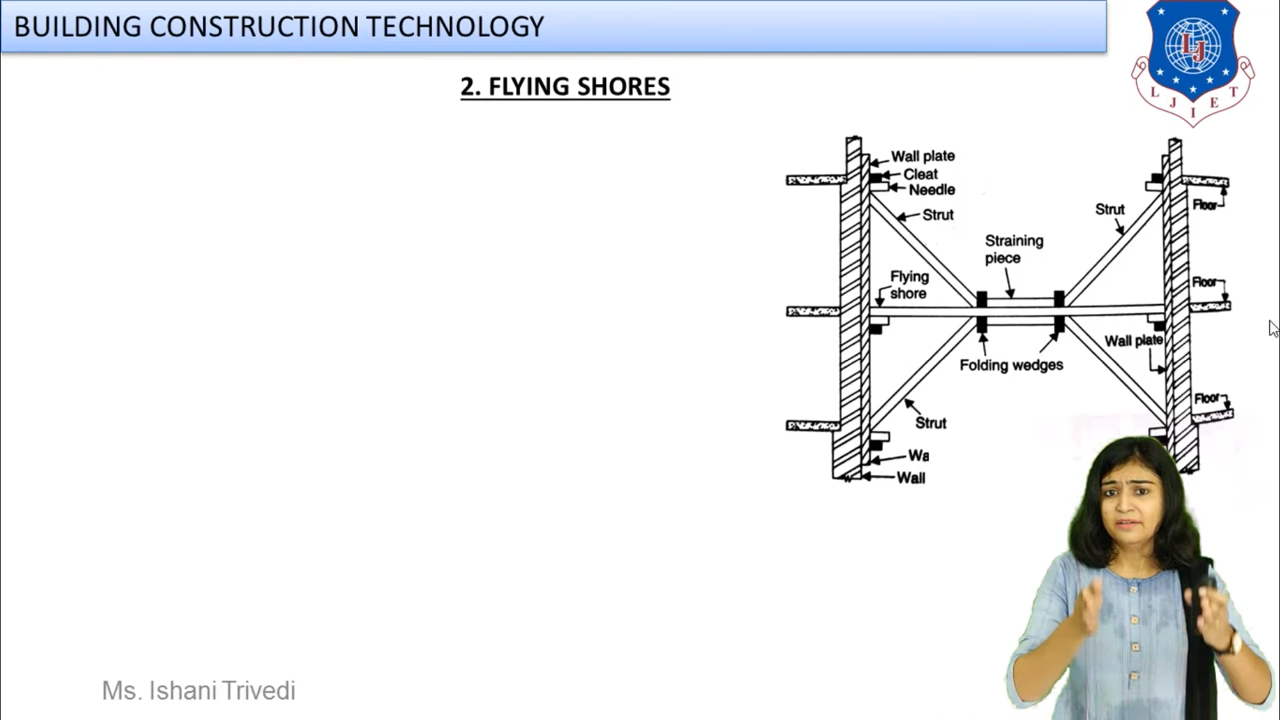 BUILDING CONSTRUCTION TECHNOLOGY
LJ
L J I E T
2. FLYING SHORES
Wall plate
Cleat
Needle
Strut
Strut
Floor
Straining
piece
Flying
shore
Floor
Wall plate
Folding wedges
Floor
Strut
Wa
Wall
Ms. Ishani Trivedi